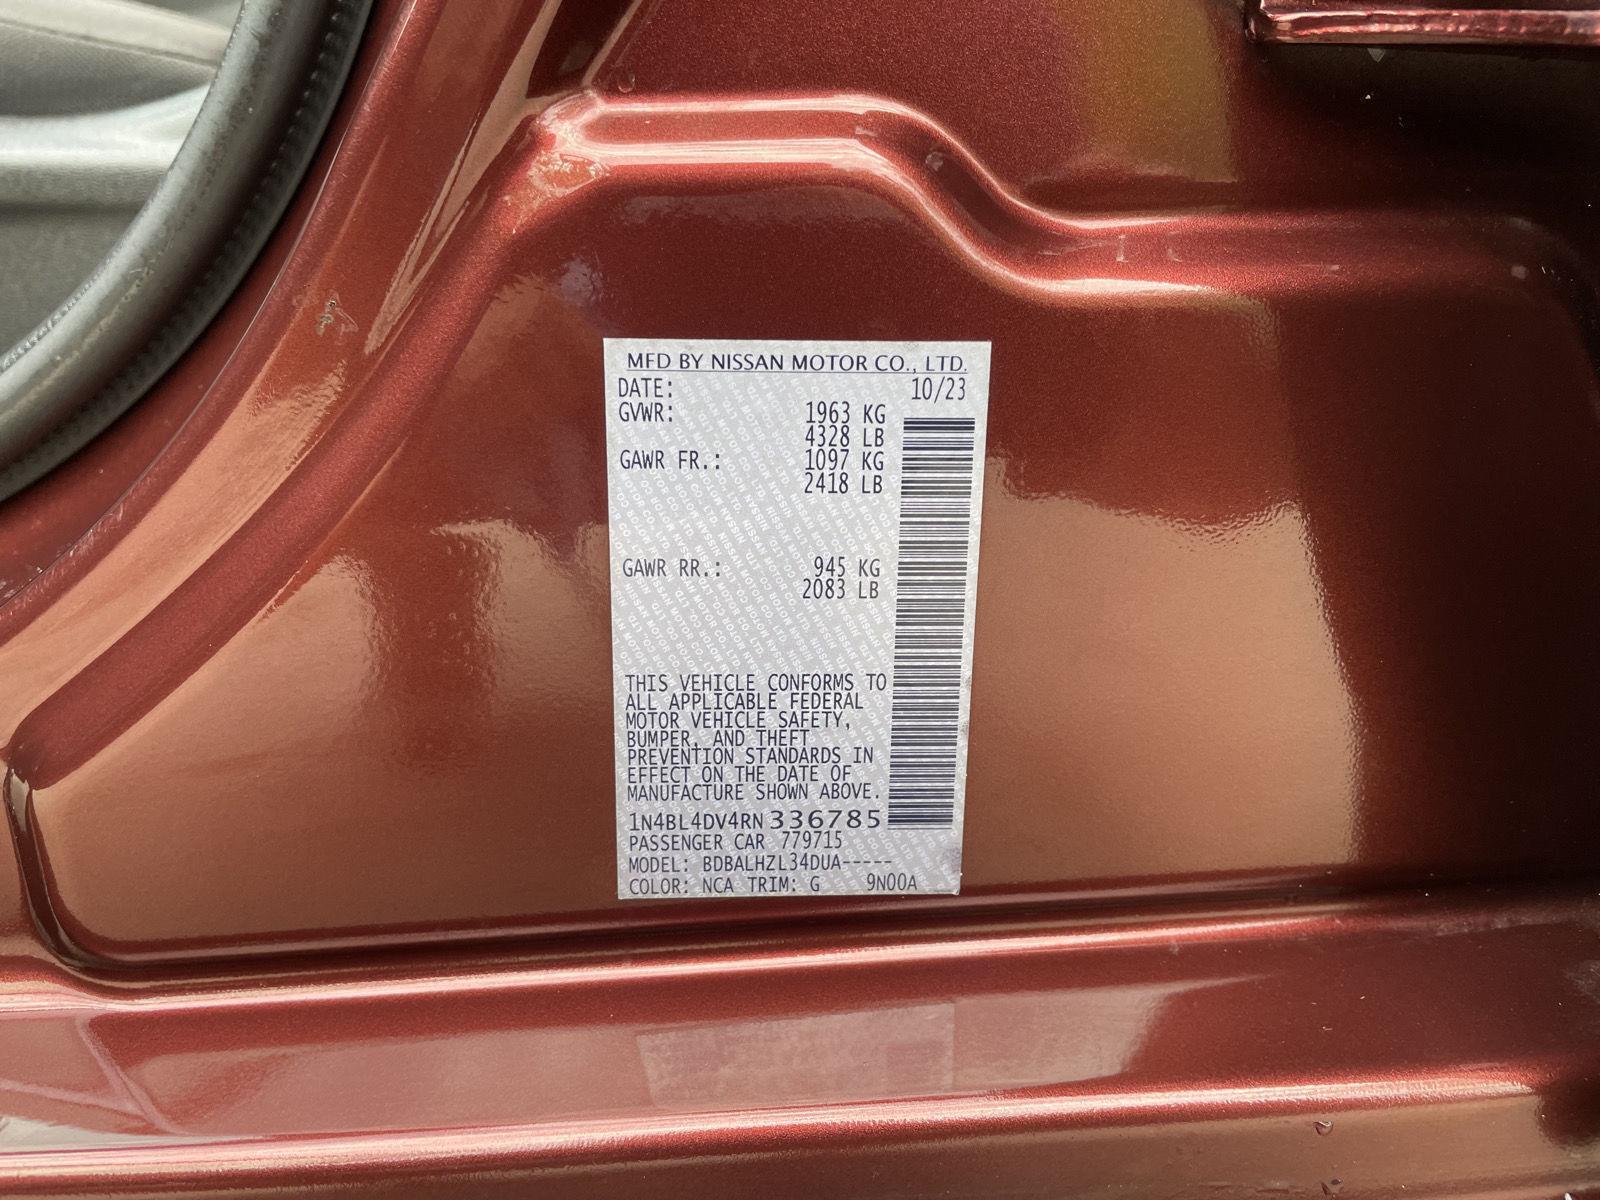 MFD BY NISSAN MOTOR CO., LTD.
DATE: 10/23
GVWR: 1963 KG
4328 LB
GAWR FR.: 1097 KG
2418 LB
GAWR RR.: 945 KG
2083 LB
THIS VEHICLE CONFORMS TO
ALL APPLICABLE FEDERAL
MOTOR VEHICLE SAFETY,
BUMPER, AND THEFT
PREVENTION STANDARDS IN
EFFECT ON THE DATE OF
MANUFACTURE SHOWN ABOVE.
1N4BL4DV4RN336785
PASSENGER CAR 779715
MODEL: BDBALHZL34DUA-----
COLOR: NCA TRIM: G 9N00A